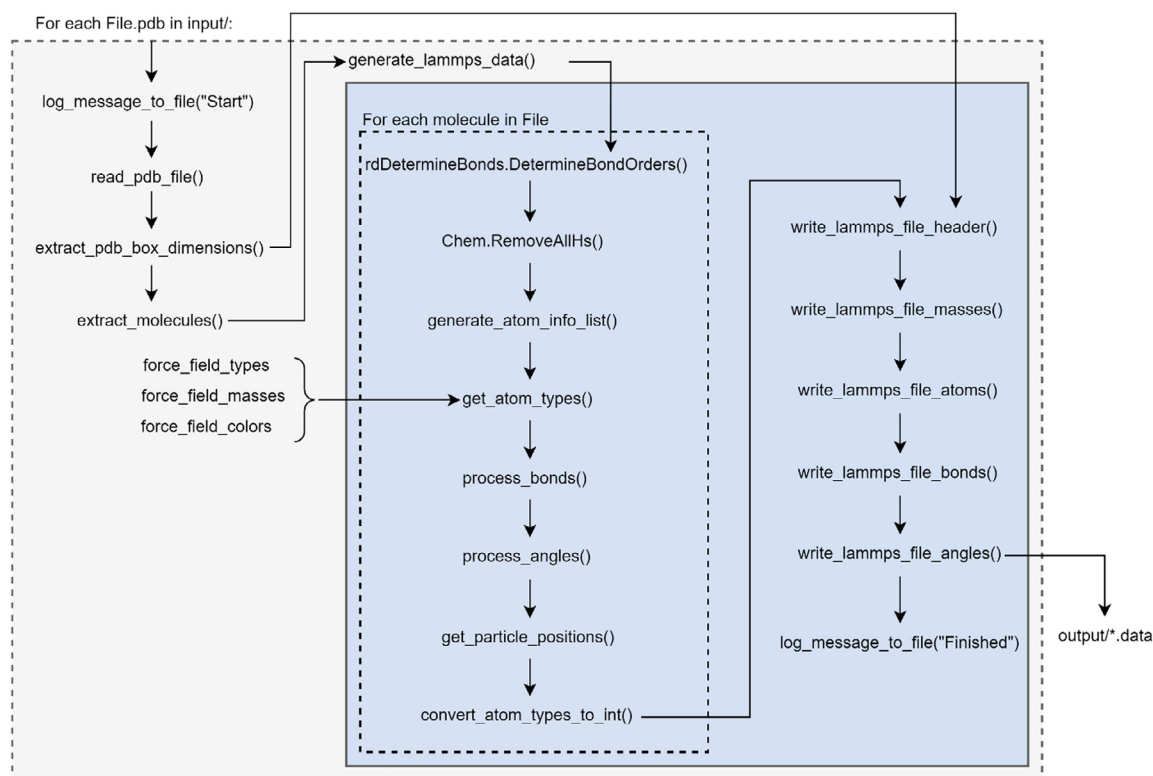 For each File.pdb in input/:
log_message_to_file("Start")
read_pdb_file()
extract_pdb_box_dimensions()
extract_molecules()
force_field_types
force_field_masses
force_field_colors
generate_lammps_data()
For each molecule in File
rdDetermineBonds.DetermineBondOrders()
Chem.RemoveAllHs()
generate_atom_info_list()
get_atom_types()
process_bonds()
process_angles()
get_particle_positions()
convert_atom_types_to_int()
write_lammps_file_header()
write_lammps_file_masses()
write_lammps_file_atoms()
write_lammps_file_bonds()
write_lammps_file_angles()
log_message_to_file("Finished")
output/*.data